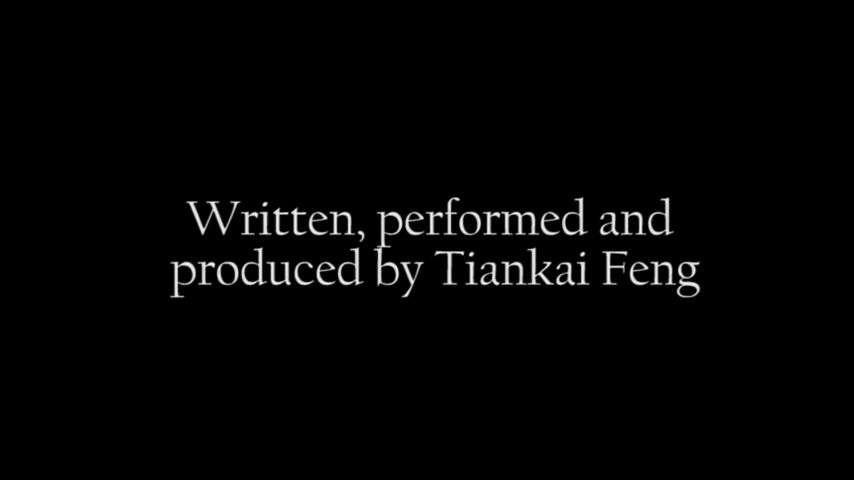 Written, performed and
produced by Tiankai Feng